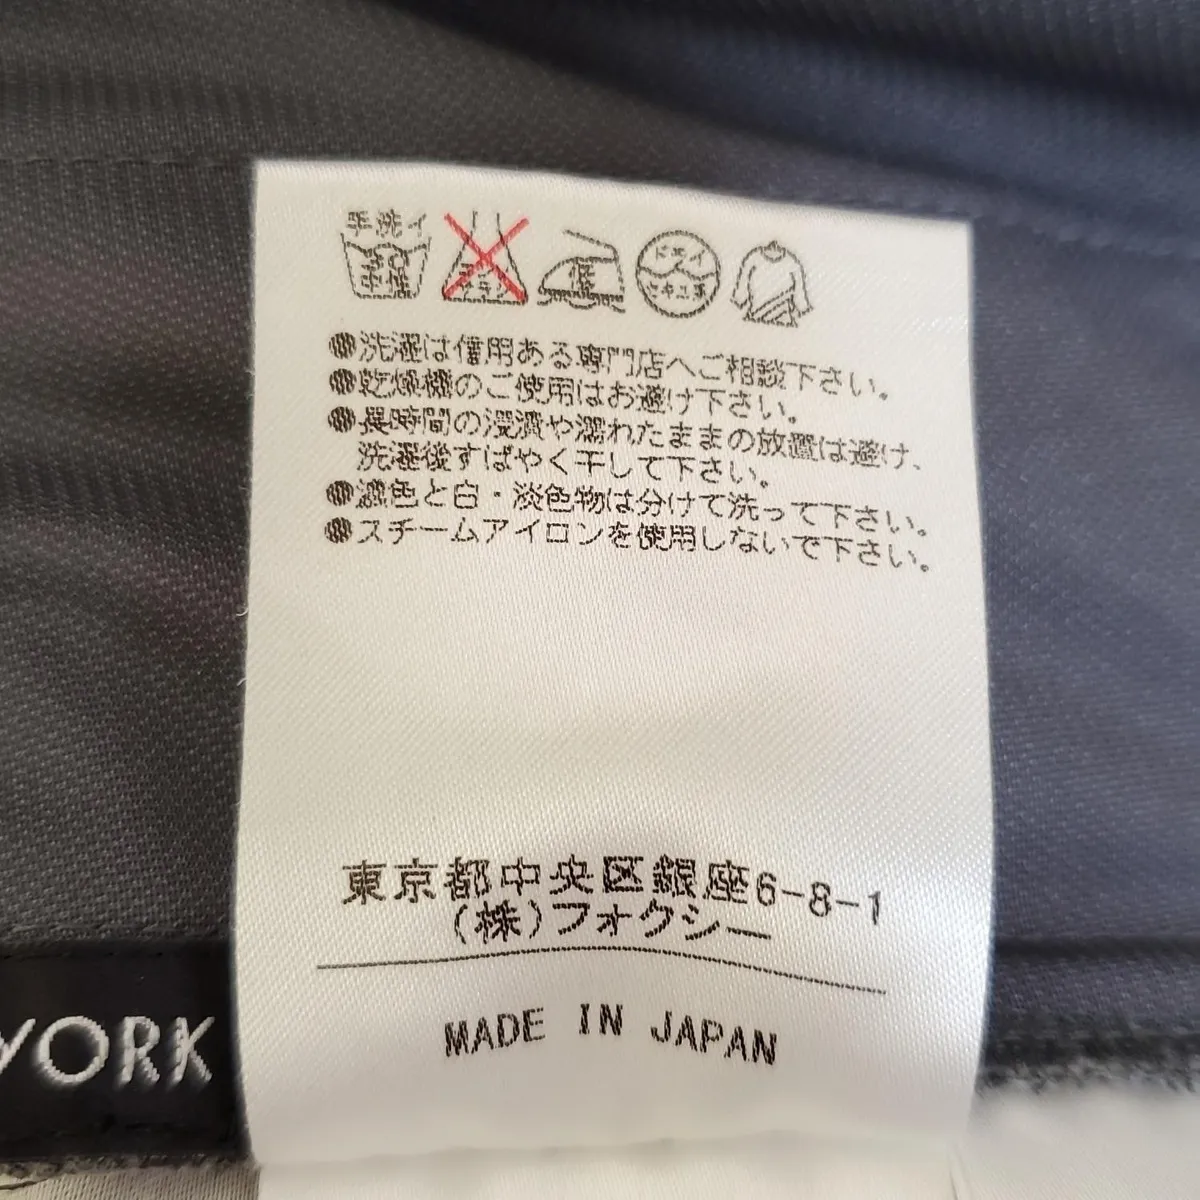 手洗イ
中性
低
ドライ
セキユ系
●洗濯は信用ある専門店へご相談下さい。
●乾燥機のご使用はお避け下さい。
●長時間の浸漬や濡れたままの放置は避け、
洗濯後すばやく干して下さい。
●濃色と白・淡色物は分けて洗って下さい。
●スチームアイロンを使用しないで下さい。
東京都中央区銀座6-8-1
(株)フォクシー
MADE IN JAPAN
YORK